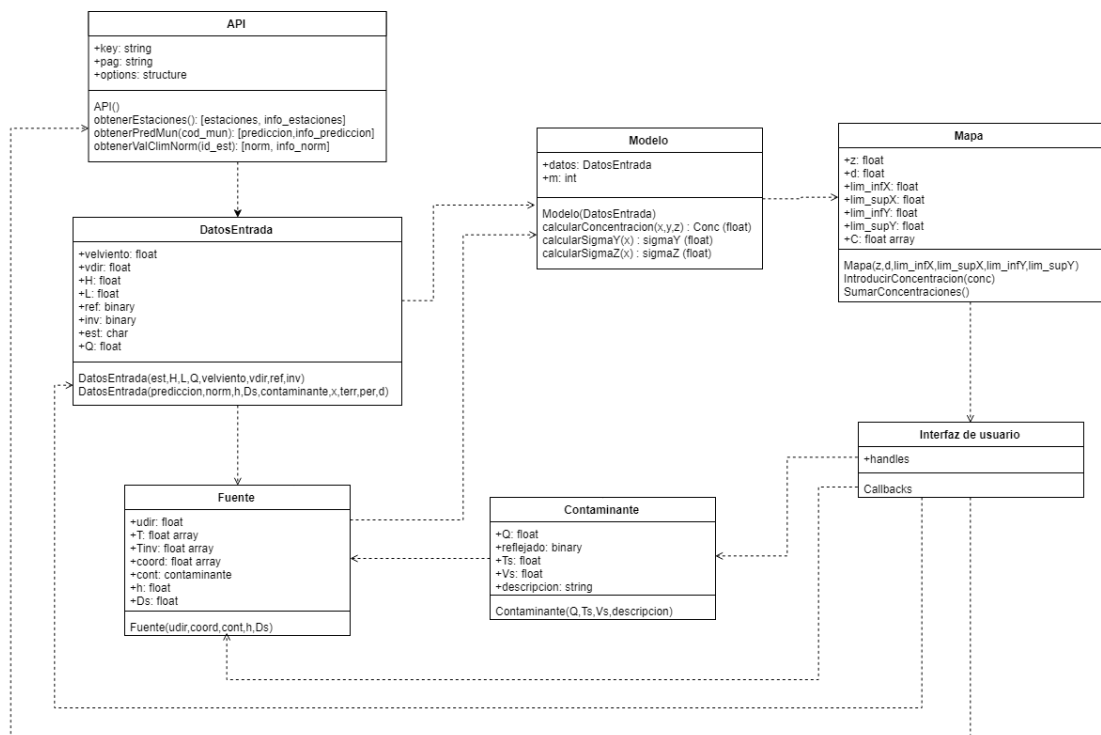 API
+key: string
+pag: string
+options: structure
API()
obtenerEstaciones(): [estaciones, info_estaciones]
obtenerPredMun(cod_mun): [prediccion,info_prediccion]
obtenerValClimNorm(id_est): [norm, info_norm]
Modelo
+datos: DatosEntrada
+m: int
Modelo(DatosEntrada)
calcularConcentracion(x,y,z) : Conc (float)
calcularSigmaY(x) : sigmaY (float)
calcularSigmaZ(x) : sigmaZ (float)
Mapa
+z: float
+d: float
+lim_infX: float
+lim_supX: float
+lim_infY: float
+lim_supY: float
+C: float array
Mapa(z,d,lim_infX,lim_supX,lim_infY,lim_supY)
IntroducirConcentracion(conc)
SumarConcentraciones()
DatosEntrada
+velviento: float
+vdir: float
+H: float
+L: float
+ref: binary
+inv: binary
+est: char
+Q: float
DatosEntrada(est,H,L,Q,velviento,vdir,ref,inv)
DatosEntrada(prediccion,norm,h,Ds,contaminante,x,terr,per,d)
Interfaz de usuario
+handles
Callbacks
Fuente
+udir: float
+T: float array
+Tinv: float array
+coord: float array
+cont: contaminante
+h: float
+Ds: float
Fuente(udir,coord,cont,h,Ds)
Contaminante
+Q: float
+reflejado: binary
+Ts: float
+Vs: float
+descripcion: string
Contaminante(Q,Ts,Vs,descripcion)